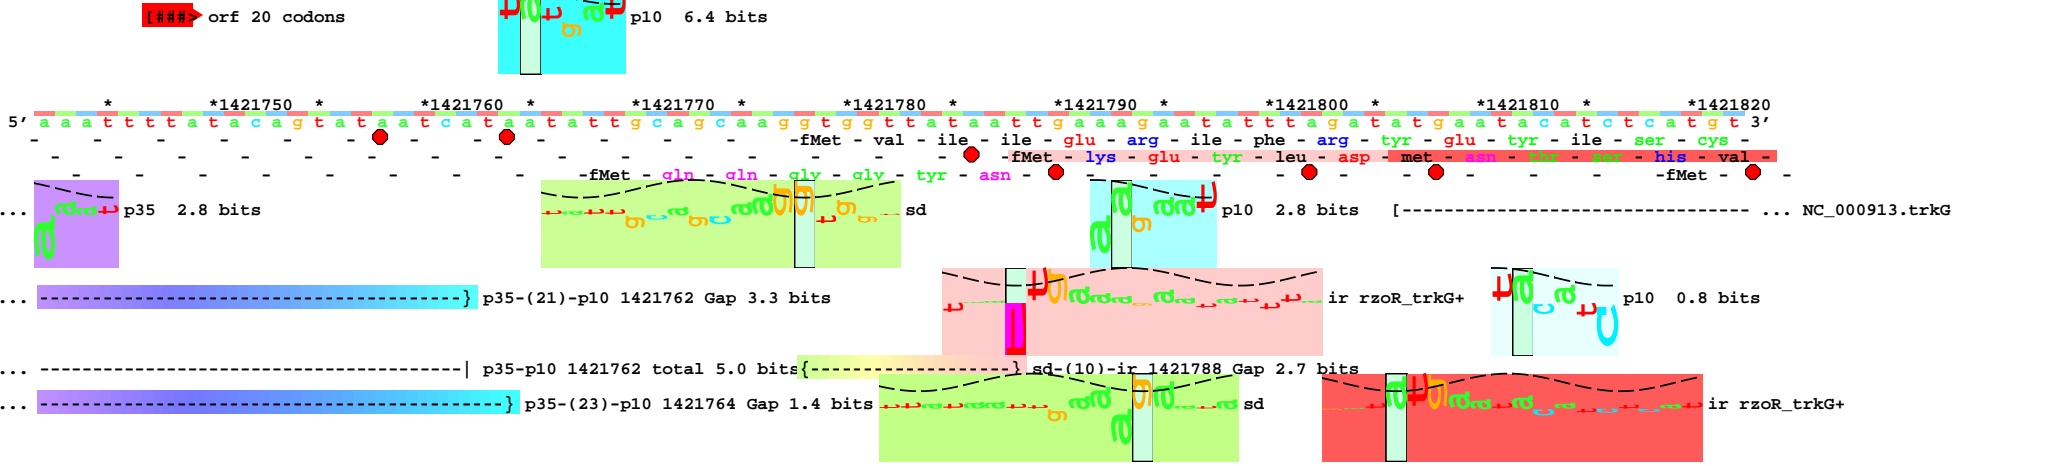 [###> orf 20 codons
p10 6.4 bits
* *1421750 * *1421760 * *1421770 * *1421780 * *1421790 * *1421800 * *1421810 * *1421820
5’ a a a t t t t a t a c a g t a t a a t c a t a a t a t t g c a g c a a g g t g g t t a t a a t t g a a a g a a t a t t t a g a t a t g a a t a c a t c t c a t g t 3’
- - - - - - - - - - -fMet - val - ile - ile - glu - arg - ile - phe - arg - tyr - glu - tyr - ile - ser - cys -
- - - - - - - - - - - - - - - -fMet - lys - glu - tyr - leu - asp - met - asn - thr - ser - his - val -
- - - - - - - - -fMet - gln - gln - gly - gly - tyr - asn - - - - - - - - - - -fMet - -
... p35 2.8 bits sd p10 2.8 bits [--------------------------------- ... NC_000913.trkG
... ----------------------------------------} p35-(21)-p10 1421762 Gap 3.3 bits ir rzoR_trkG+ p10 0.8 bits
... ----------------------------------------| p35-p10 1421762 total 5.0 bits {-------------------} sd-(10)-ir 1421788 Gap 2.7 bits
... --------------------------------------------} p35-(23)-p10 1421764 Gap 1.4 bits sd ir rzoR_trkG+